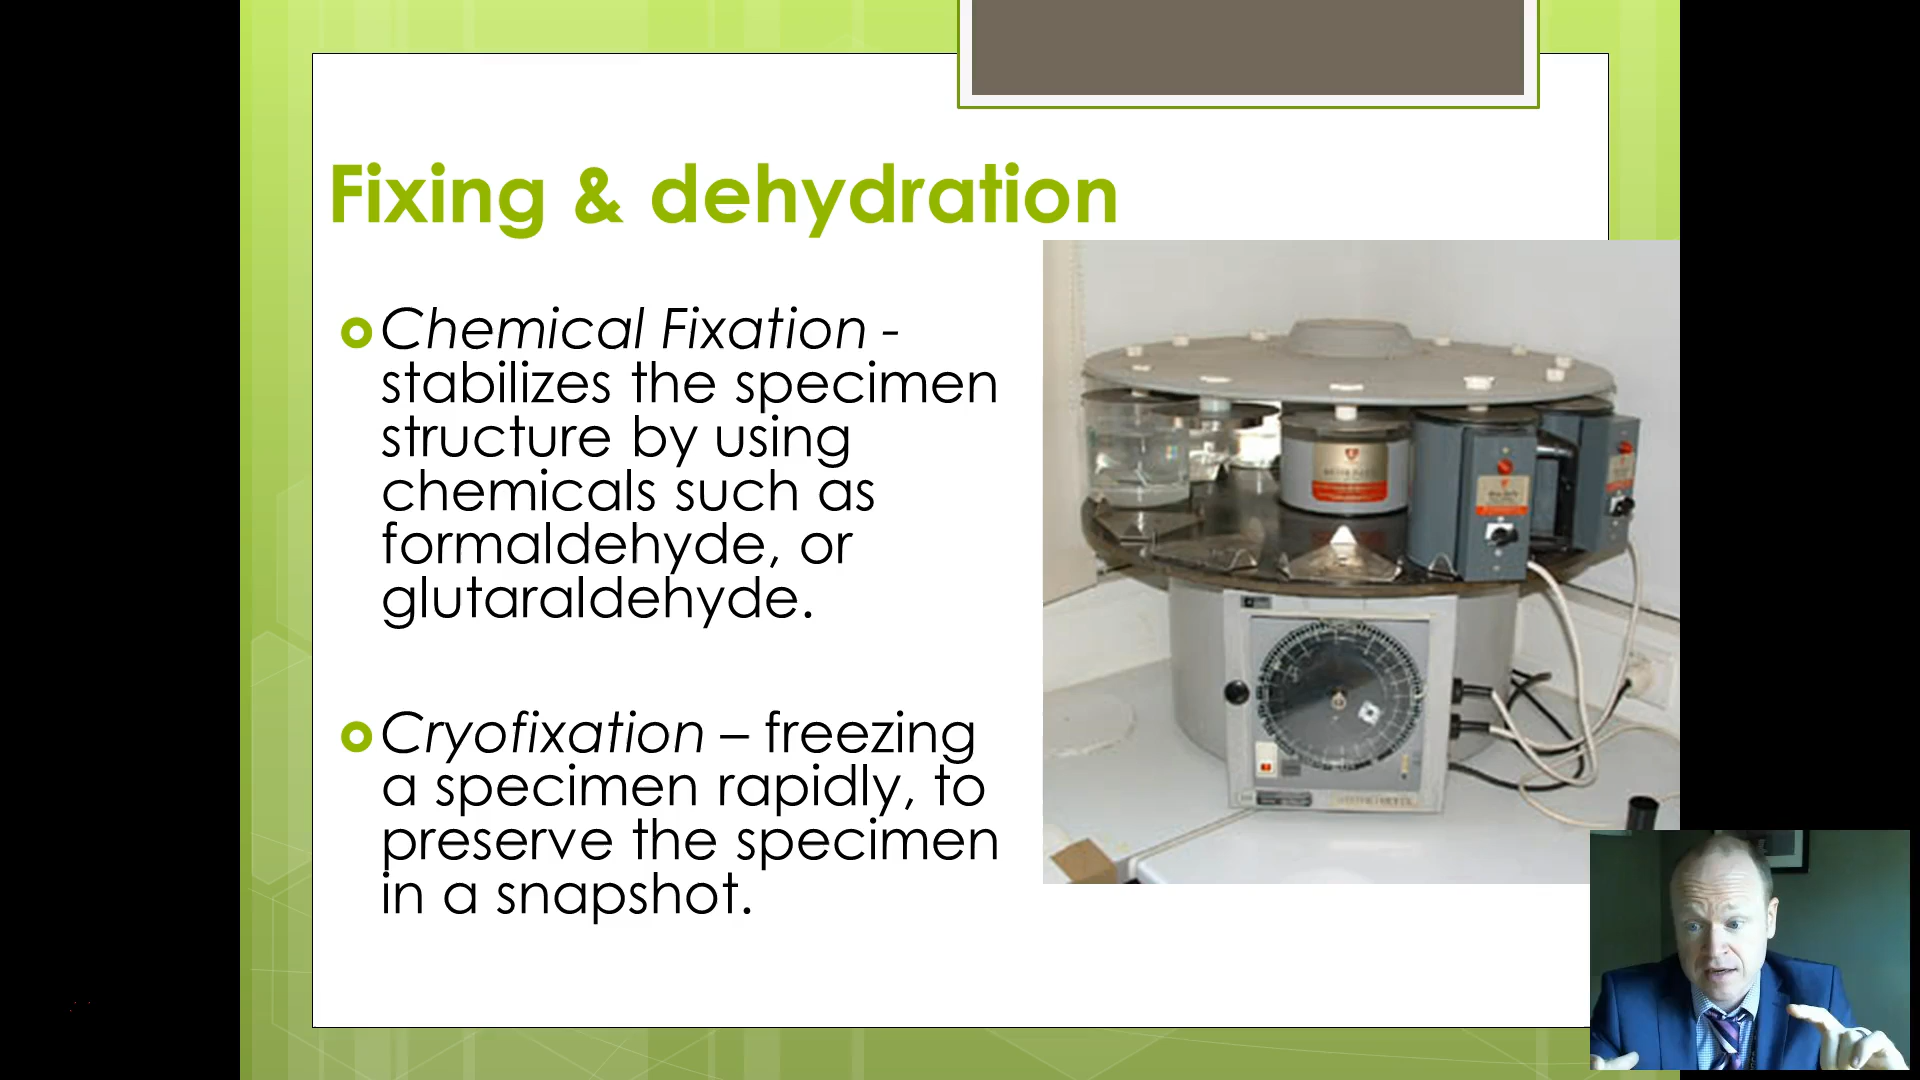 Fixing & dehydration
Chemical Fixation -
stabilizes the specimen
structure by using
chemicals such as
formaldehyde, or
glutaraldehyde.
Cryofixation – freezing
a specimen rapidly, to
preserve the specimen
in a snapshot.